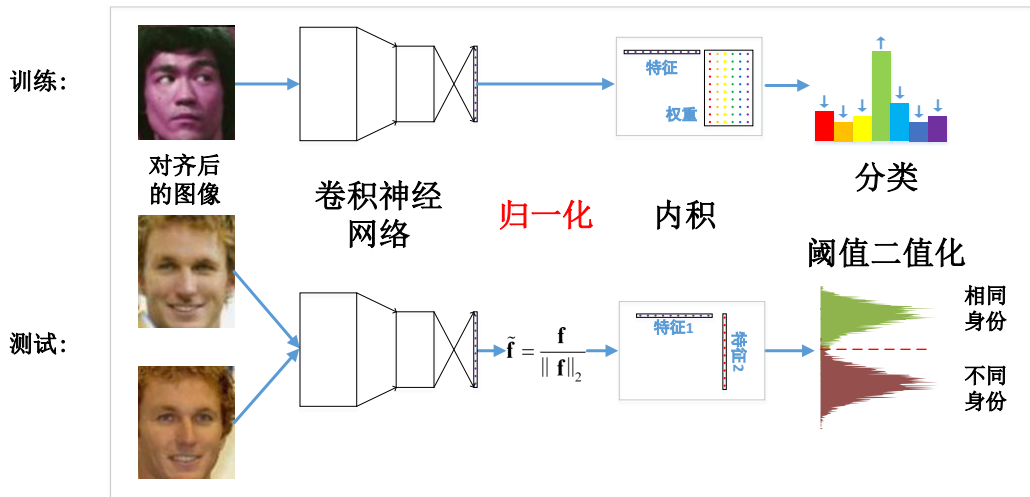 训练:
特征
权重
对齐后
的图像
卷积神经
网络
归一化
内积
分类
阈值二值化
测试:
f̃ = f / ‖ f ‖₂
特征1
特征2
相同
身份
不同
身份